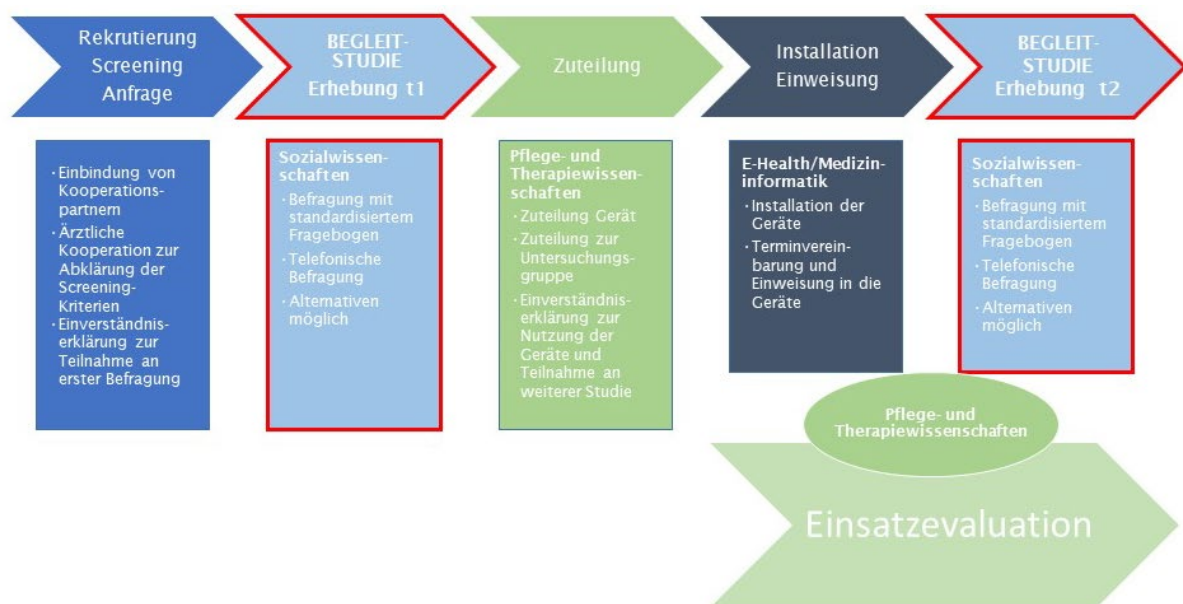 Rekrutierung
Screening
Anfrage
BEGLEIT-
STUDIE
Erhebung t1
Zuteilung
Installation
Einweisung
BEGLEIT-
STUDIE
Erhebung t2
· Einbindung von
Kooperations-
partnern
· Ärztliche
Kooperation zur
Abklärung der
Screening-
Kriterien
· Einverständnis-
erklärung zur
Teilnahme an
erster Befragung
Sozialwissen-
schaften
· Befragung mit
standardisiertem
Fragebogen
· Telefonische
Befragung
· Alternativen
möglich
Pflege- und
Therapiewissen-
schaften
· Zuteilung Gerät
· Zuteilung zur
Untersuchungs-
gruppe
· Einverständnis-
erklärung zur
Nutzung der
Geräte und
Teilnahme an
weiterer Studie
E-Health/Medizin-
informatik
· Installation der
Geräte
· Terminverein-
barung und
Einweisung in die
Geräte
Sozialwissen-
schaften
· Befragung mit
standardisiertem
Fragebogen
· Telefonische
Befragung
· Alternativen
möglich
Pflege- und
Therapiewissenschaften
Einsatzevaluation